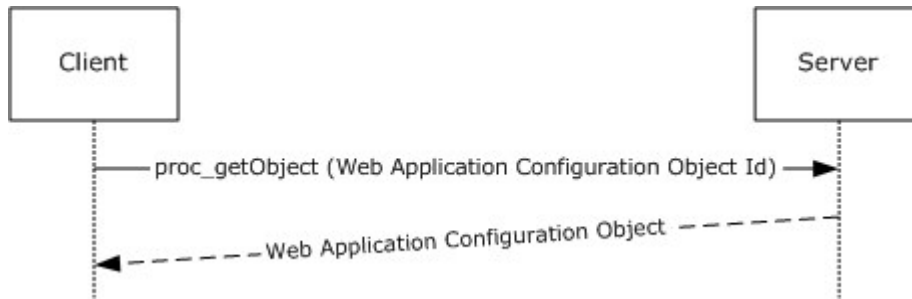 Client
Server
proc_getObject (Web Application Configuration Object Id)
Web Application Configuration Object